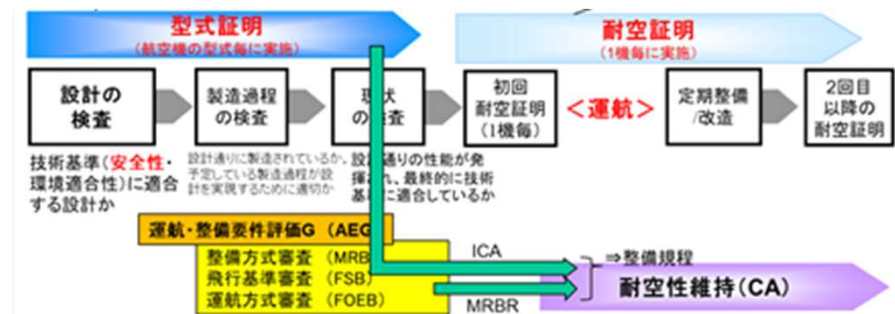 型式証明
(航空機の型式毎に実施)
耐空証明
(1機毎に実施)
設計の
検査
製造過程
の検査
現状
の検査
初回
耐空証明
(1機毎)
<運航>
定期整備
/改造
2回目
以降の
耐空証明
技術基準(安全性・
環境適合性)に適合
する設計か
設計通りに製造されているか。
予定している製造過程が設
計を実現するために適切か
設計通りの性能が発
揮され、最終的に技術
基準に適合しているか
運航・整備要件評価G (AEG
整備方式審査 (MRB
飛行基準審査 (FSB)
運航方式審査 (FOEB)
ICA
MRBR
⇒整備規程
耐空性維持(CA)